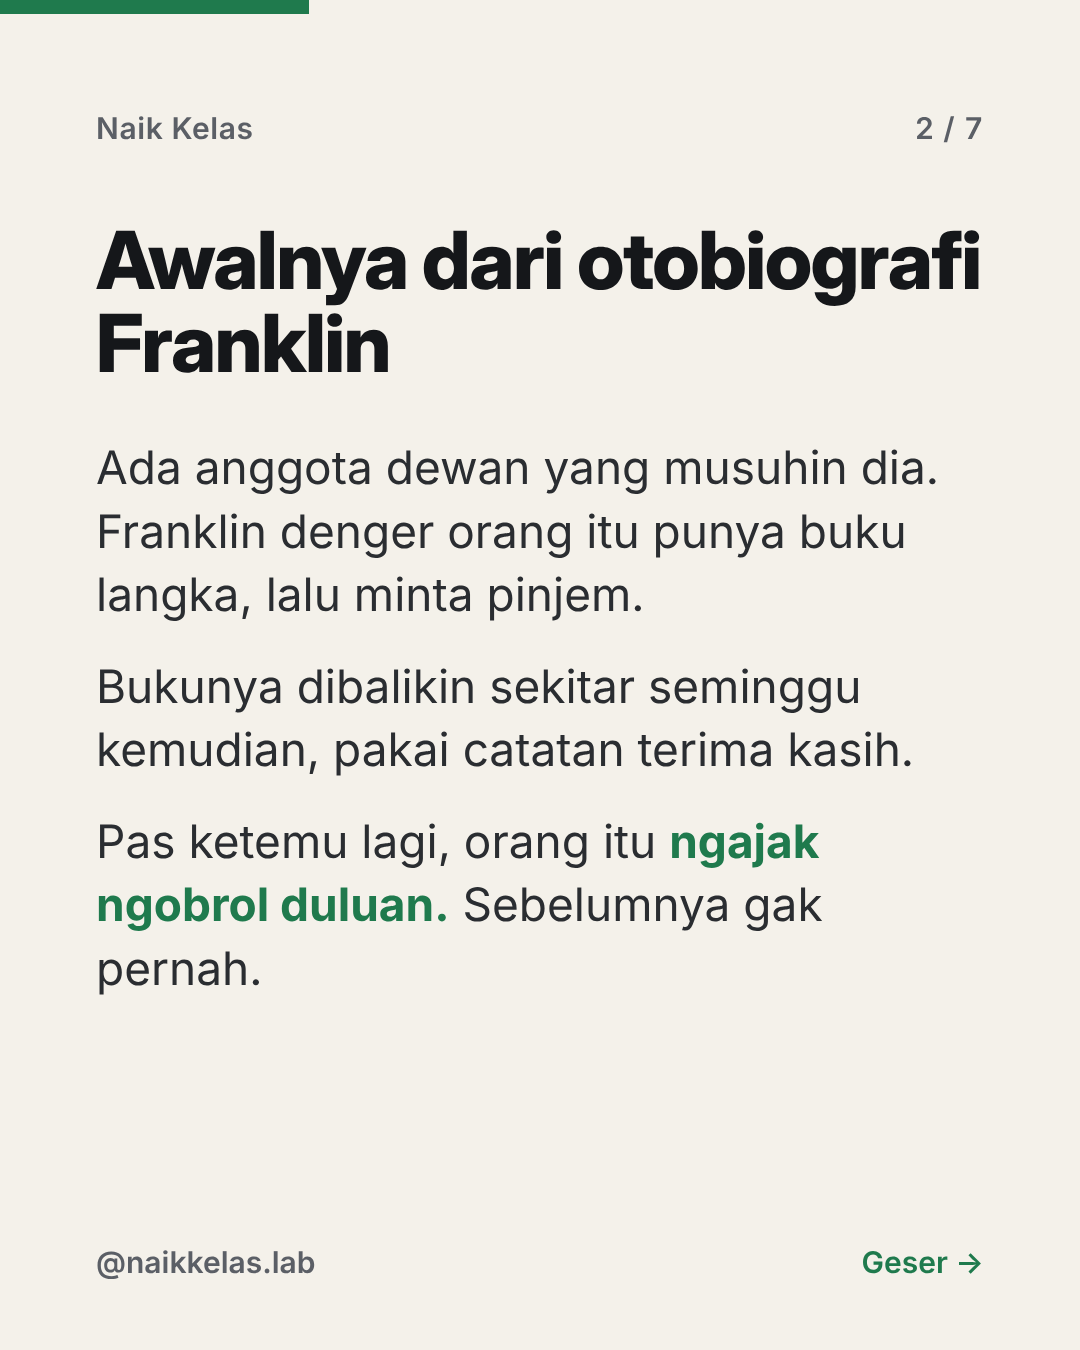 Naik Kelas
2 / 7
Awalnya dari otobiografi
Franklin
Ada anggota dewan yang musuhin dia.
Franklin denger orang itu punya buku
langka, lalu minta pinjem.
Bukunya dibalikin sekitar seminggu
kemudian, pakai catatan terima kasih.
Pas ketemu lagi, orang itu ngajak
ngobrol duluan. Sebelumnya gak
pernah.
@naikkelas.lab
Geser →